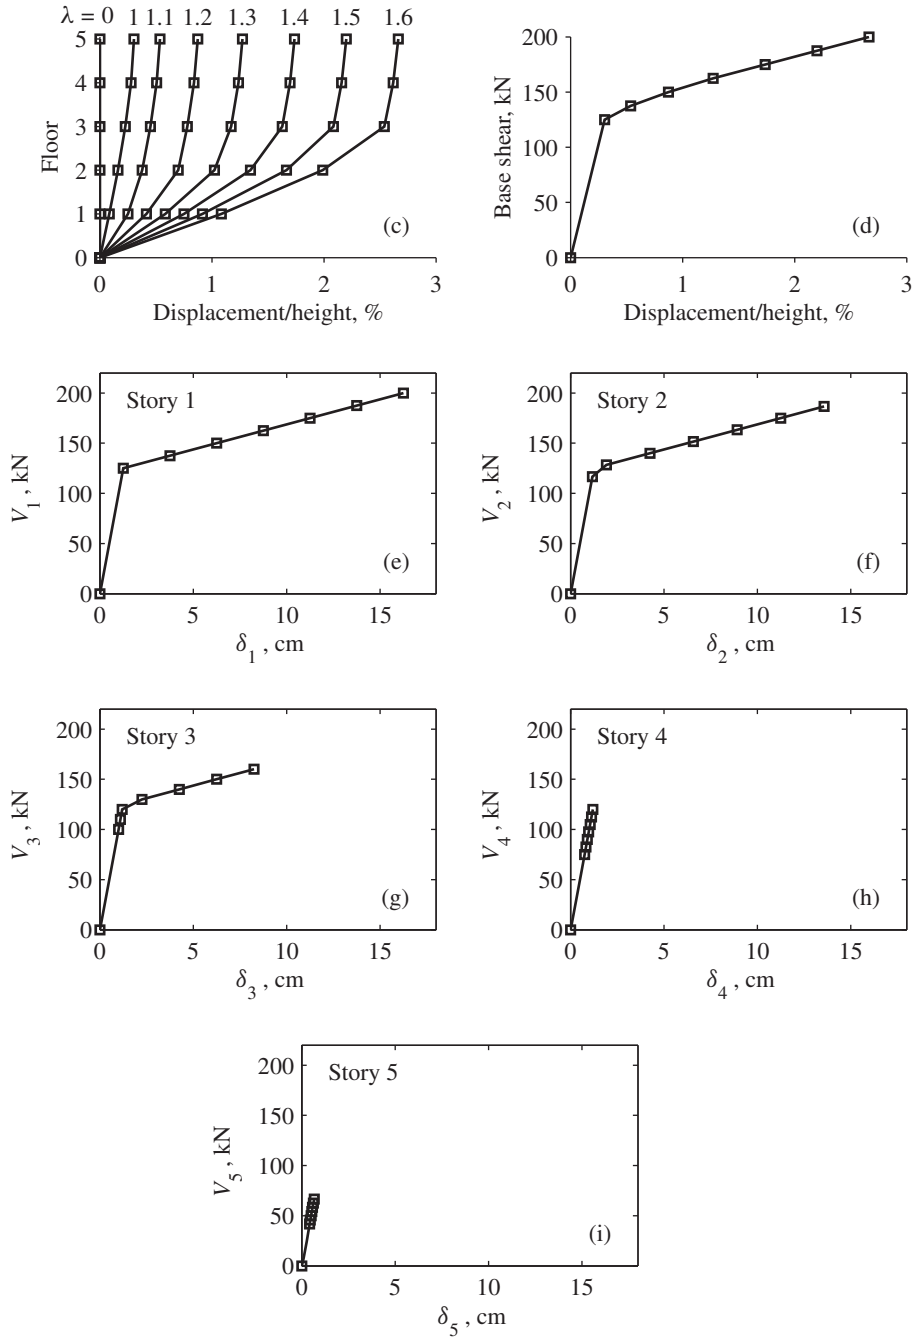 λ = 0 1 1.1 1.2 1.3 1.4 1.5 1.6
5
4
3
2
1
0
Floor
(c)
0 1 2 3
Displacement/height, %
200
150
100
50
0
Base shear, kN
(d)
0 1 2 3
Displacement/height, %
200
150
100
50
0
V1 , kN
Story 1
(e)
0 5 10 15
δ1 , cm
200
150
100
50
0
V2 , kN
Story 2
(f)
0 5 10 15
δ2 , cm
200
150
100
50
0
V3 , kN
Story 3
(g)
0 5 10 15
δ3 , cm
200
150
100
50
0
V4 , kN
Story 4
(h)
0 5 10 15
δ4 , cm
200
150
100
50
0
V5 , kN
Story 5
(i)
0 5 10 15
δ5 , cm